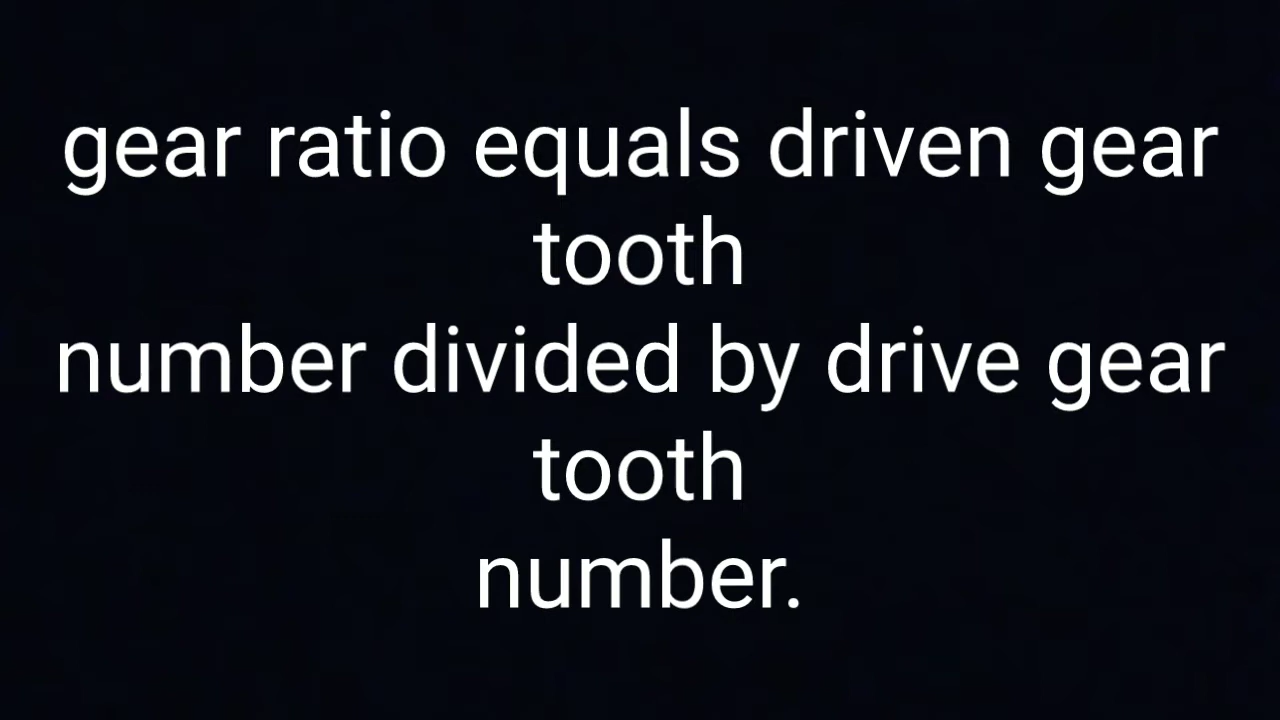 gear ratio equals driven gear
tooth
number divided by drive gear
tooth
number.